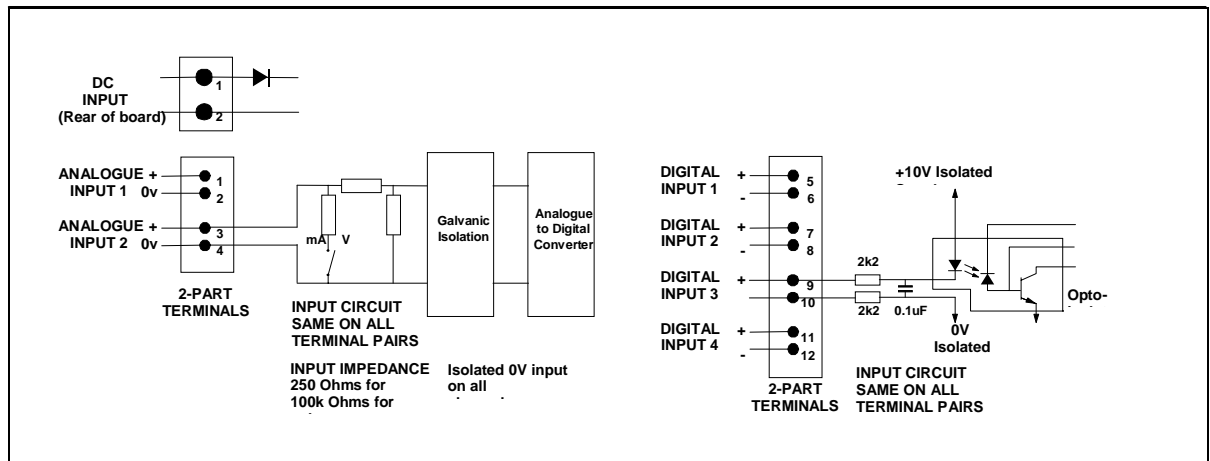 DC
INPUT
(Rear of board)
1
2
ANALOGUE +
INPUT 1 0v
ANALOGUE +
INPUT 2 0v
1
2
3
4
2-PART
TERMINALS
mA V
INPUT CIRCUIT
SAME ON ALL
TERMINAL PAIRS
INPUT IMPEDANCE
250 Ohms for
100k Ohms for
Galvanic
Isolation
Analogue
to Digital
Converter
Isolated 0V input
on all
DIGITAL +
INPUT 1 -
DIGITAL +
INPUT 2 -
DIGITAL +
INPUT 3 -
DIGITAL +
INPUT 4 -
5
6
7
8
9
10
11
12
2-PART
TERMINALS
+10V Isolated
2k2
2k2
0.1uF
0V
Isolated
Opto-
INPUT CIRCUIT
SAME ON ALL
TERMINAL PAIRS